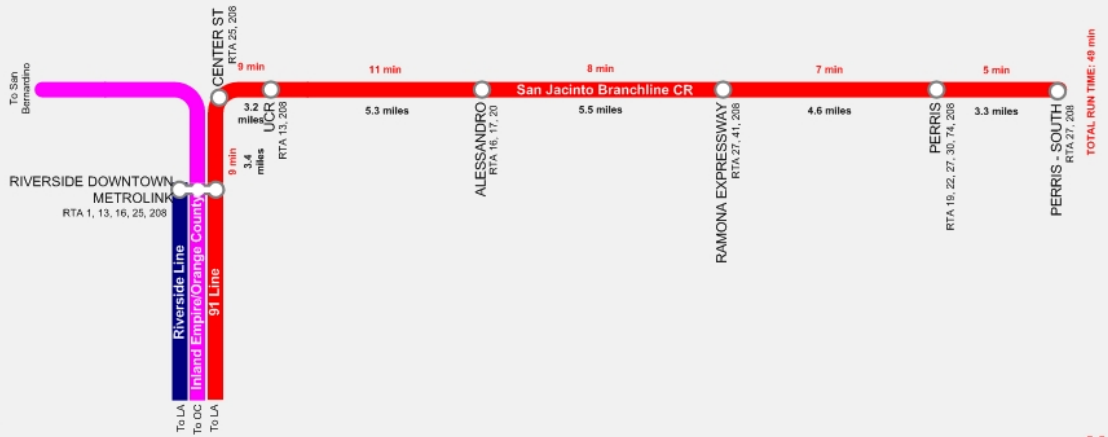 To San
Bernardino
CENTER ST
RTA 25, 208
9 min
11 min
8 min
7 min
5 min
San Jacinto Branchline CR
3.2
miles
5.3 miles
5.5 miles
4.6 miles
3.3 miles
UCR
RTA 13, 208
ALESSANDRO
RTA 16, 17, 20
RAMONA EXPRESSWAY
RTA 27, 41, 208
PERRIS
RTA 19, 22, 27, 30, 74, 208
PERRIS - SOUTH
RTA 27, 208
TOTAL RUN TIME: 49 min
9 min
3.4
miles
RIVERSIDE DOWNTOWN
METROLINK
RTA 1, 13, 16, 25, 208
Riverside Line
Inland Empire/Orange County
91 Line
To LA
To OC
To LA